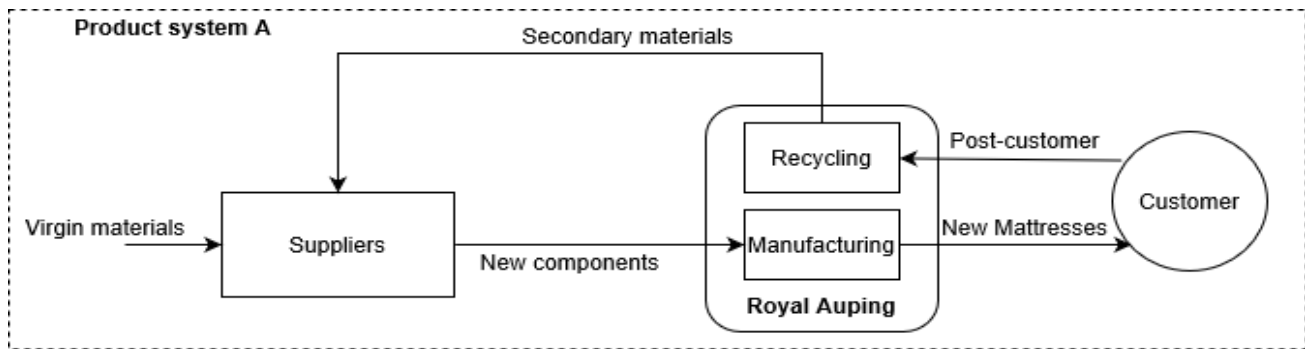 Product system A
Secondary materials
Recycling
Post-customer
Customer
Virgin materials
Suppliers
New components
Manufacturing
New Mattresses
Royal Auping